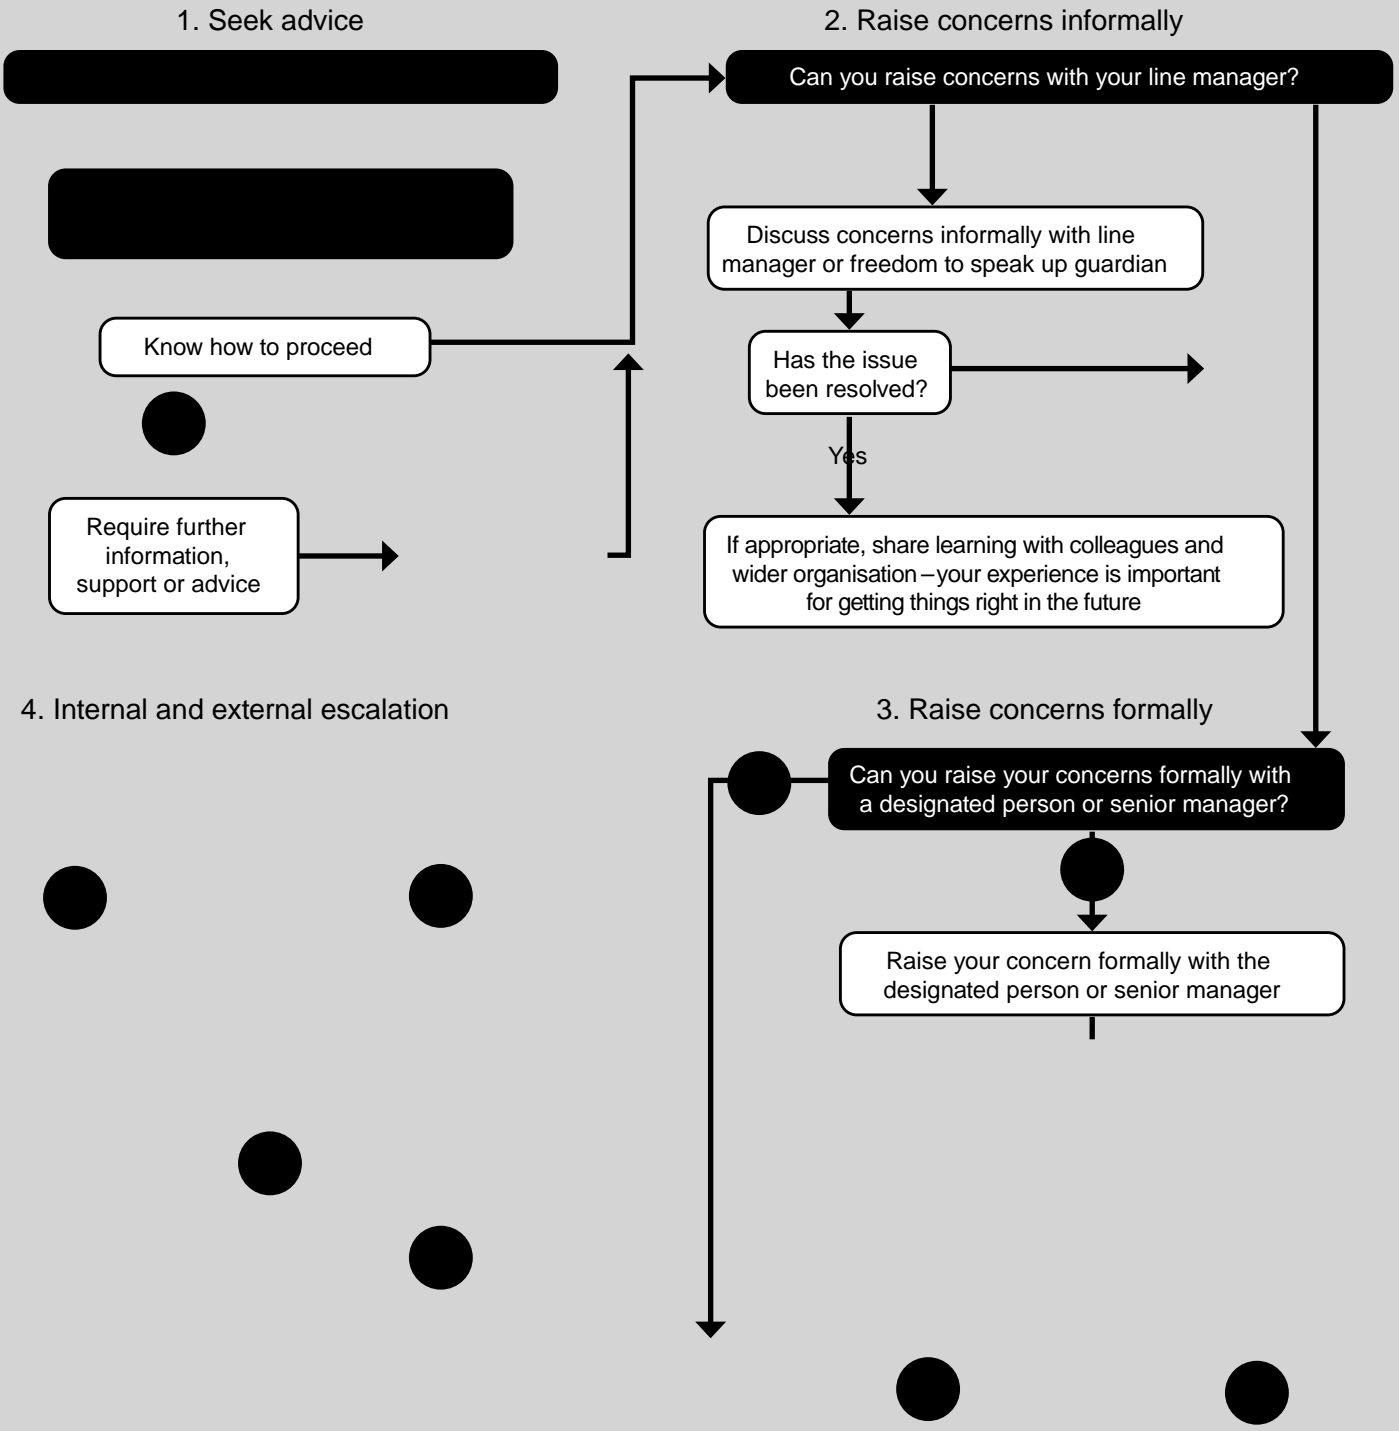 1. Seek advice
Know how to proceed
Require further
information,
support or advice
2. Raise concerns informally
Can you raise concerns with your line manager?
Discuss concerns informally with line
manager or freedom to speak up guardian
Has the issue
been resolved?
Yes
If appropriate, share learning with colleagues and
wider organisation – your experience is important
for getting things right in the future
3. Raise concerns formally
Can you raise your concerns formally with
a designated person or senior manager?
Raise your concern formally with the
designated person or senior manager
4. Internal and external escalation